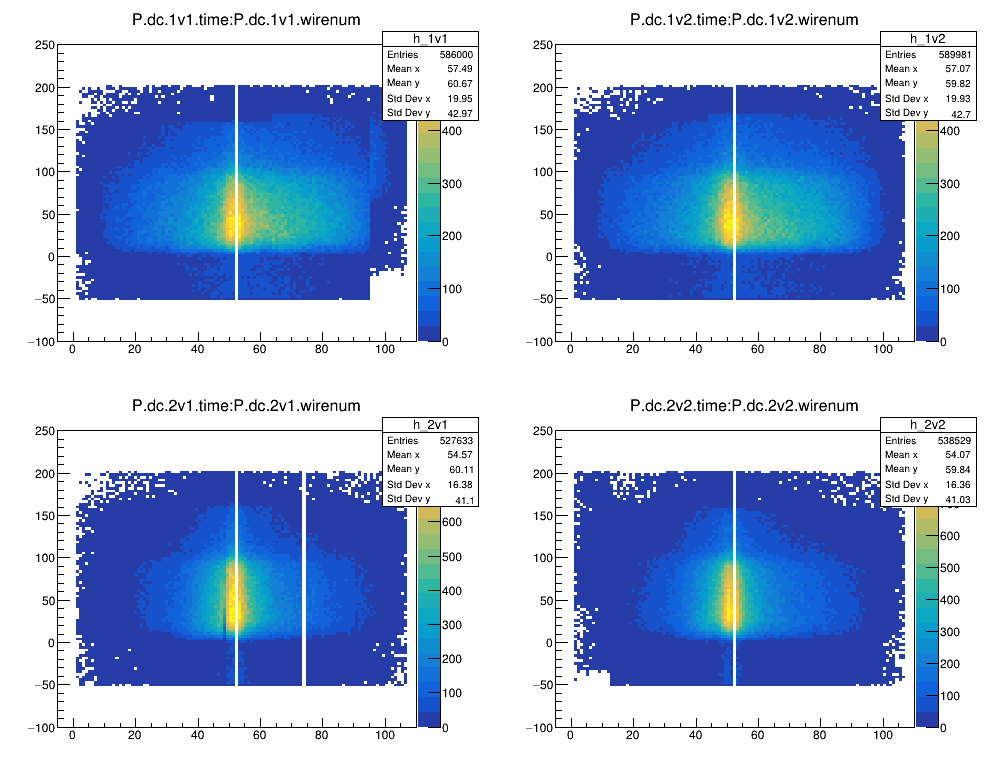 P.dc.1v1.time:P.dc.1v1.wirenum
h_1v1
Entries 586000
Mean x 57.49
Mean y 60.67
Std Dev x 19.95
Std Dev y 42.97
250
200
150
100
50
0
−50
−100
0 20 40 60 80 100
400
300
200
100
0
P.dc.1v2.time:P.dc.1v2.wirenum
h_1v2
Entries 589981
Mean x 57.07
Mean y 59.82
Std Dev x 19.93
Std Dev y 42.7
250
200
150
100
50
0
−50
−100
0 20 40 60 80 100
400
300
200
100
0
P.dc.2v1.time:P.dc.2v1.wirenum
h_2v1
Entries 527633
Mean x 54.57
Mean y 60.11
Std Dev x 16.38
Std Dev y 41.1
250
200
150
100
50
0
−50
−100
0 20 40 60 80 100
600
500
400
300
200
100
0
P.dc.2v2.time:P.dc.2v2.wirenum
h_2v2
Entries 538529
Mean x 54.07
Mean y 59.84
Std Dev x 16.36
Std Dev y 41.03
250
200
150
100
50
0
−50
−100
0 20 40 60 80 100
600
500
400
300
200
100
0